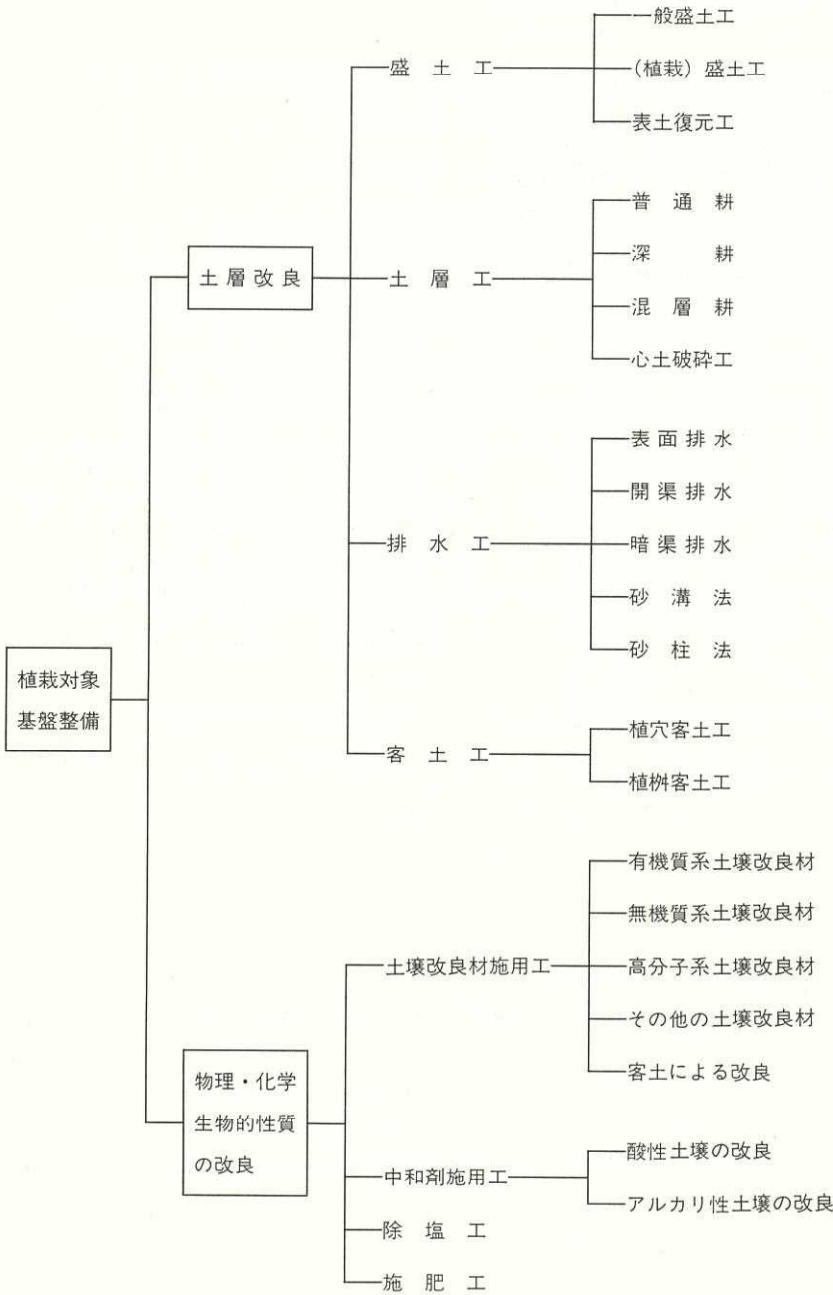 植栽対象
基盤整備
土層改良
盛土工
一般盛土工
(植栽)盛土工
表土復元工
土層工
普通耕
深耕
混層耕
心土破砕工
排水工
表面排水
開渠排水
暗渠排水
砂溝法
砂柱法
客土工
植穴客土工
植桝客土工
物理・化学
生物的性質
の改良
土壌改良材施用工
有機質系土壌改良材
無機質系土壌改良材
高分子系土壌改良材
その他の土壌改良材
客土による改良
中和剤施用工
酸性土壌の改良
アルカリ性土壌の改良
除塩工
施肥工